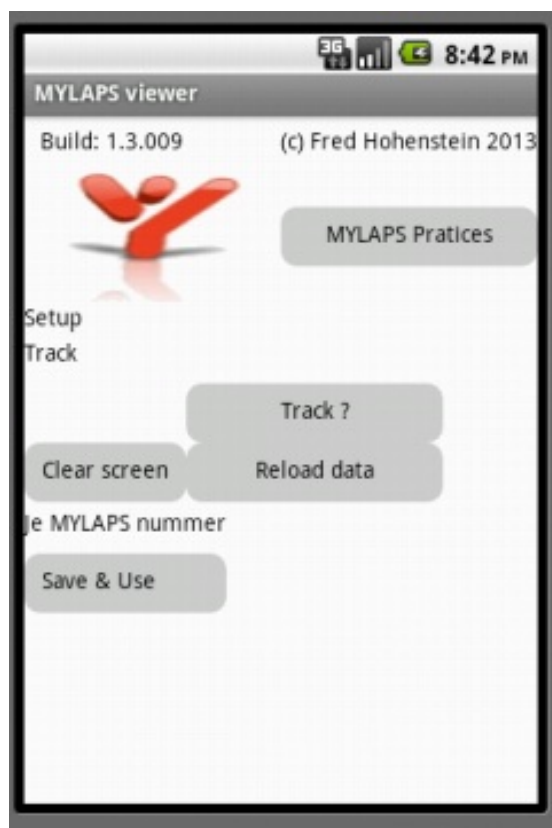 3G 8:42 PM
MYLAPS viewer
Build: 1.3.009 (c) Fred Hohenstein 2013
MYLAPS Pratices
Setup
Track
Track ?
Clear screen Reload data
Je MYLAPS nummer
Save & Use